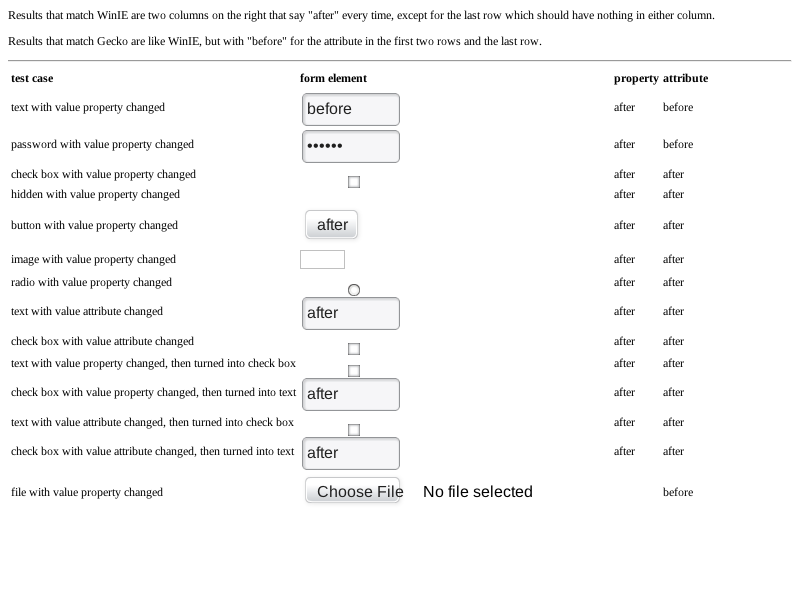 Results that match WinIE are two columns on the right that say "after" every time, except for the last row which should have nothing in either column.
Results that match Gecko are like WinIE, but with "before" for the attribute in the first two rows and the last row.
test case form element property attribute
text with value property changed before after before
password with value property changed •••••• after before
check box with value property changed after after
hidden with value property changed after after
button with value property changed after after after
image with value property changed after after
radio with value property changed after after
text with value attribute changed after after after
check box with value attribute changed after after
text with value property changed, then turned into check box after after
check box with value property changed, then turned into text after after after
text with value attribute changed, then turned into check box after after
check box with value attribute changed, then turned into text after after after
file with value property changed Choose File No file selected before